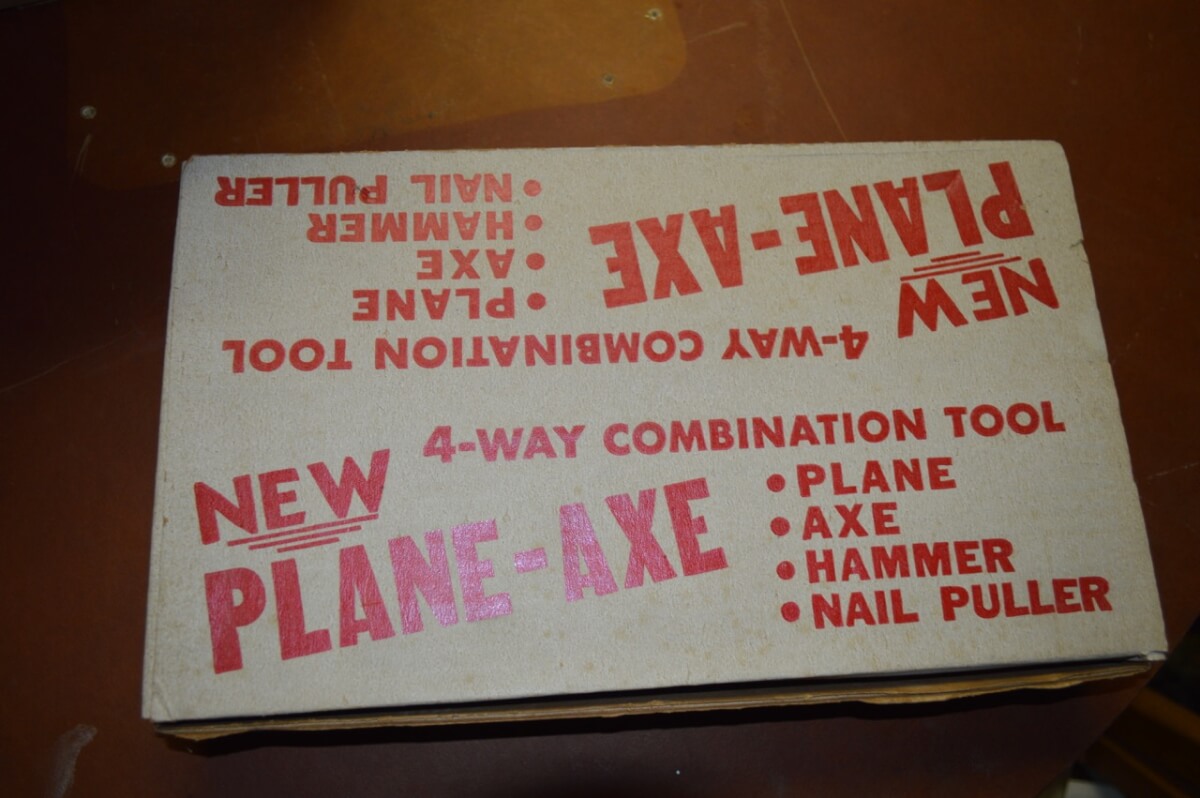 4-WAY COMBINATION TOOL
NEW
PLANE-AXE
• PLANE
• AXE
• HAMMER
• NAIL PULLER
4-WAY COMBINATION TOOL
NEW
PLANE-AXE
• PLANE
• AXE
• HAMMER
• NAIL PULLER